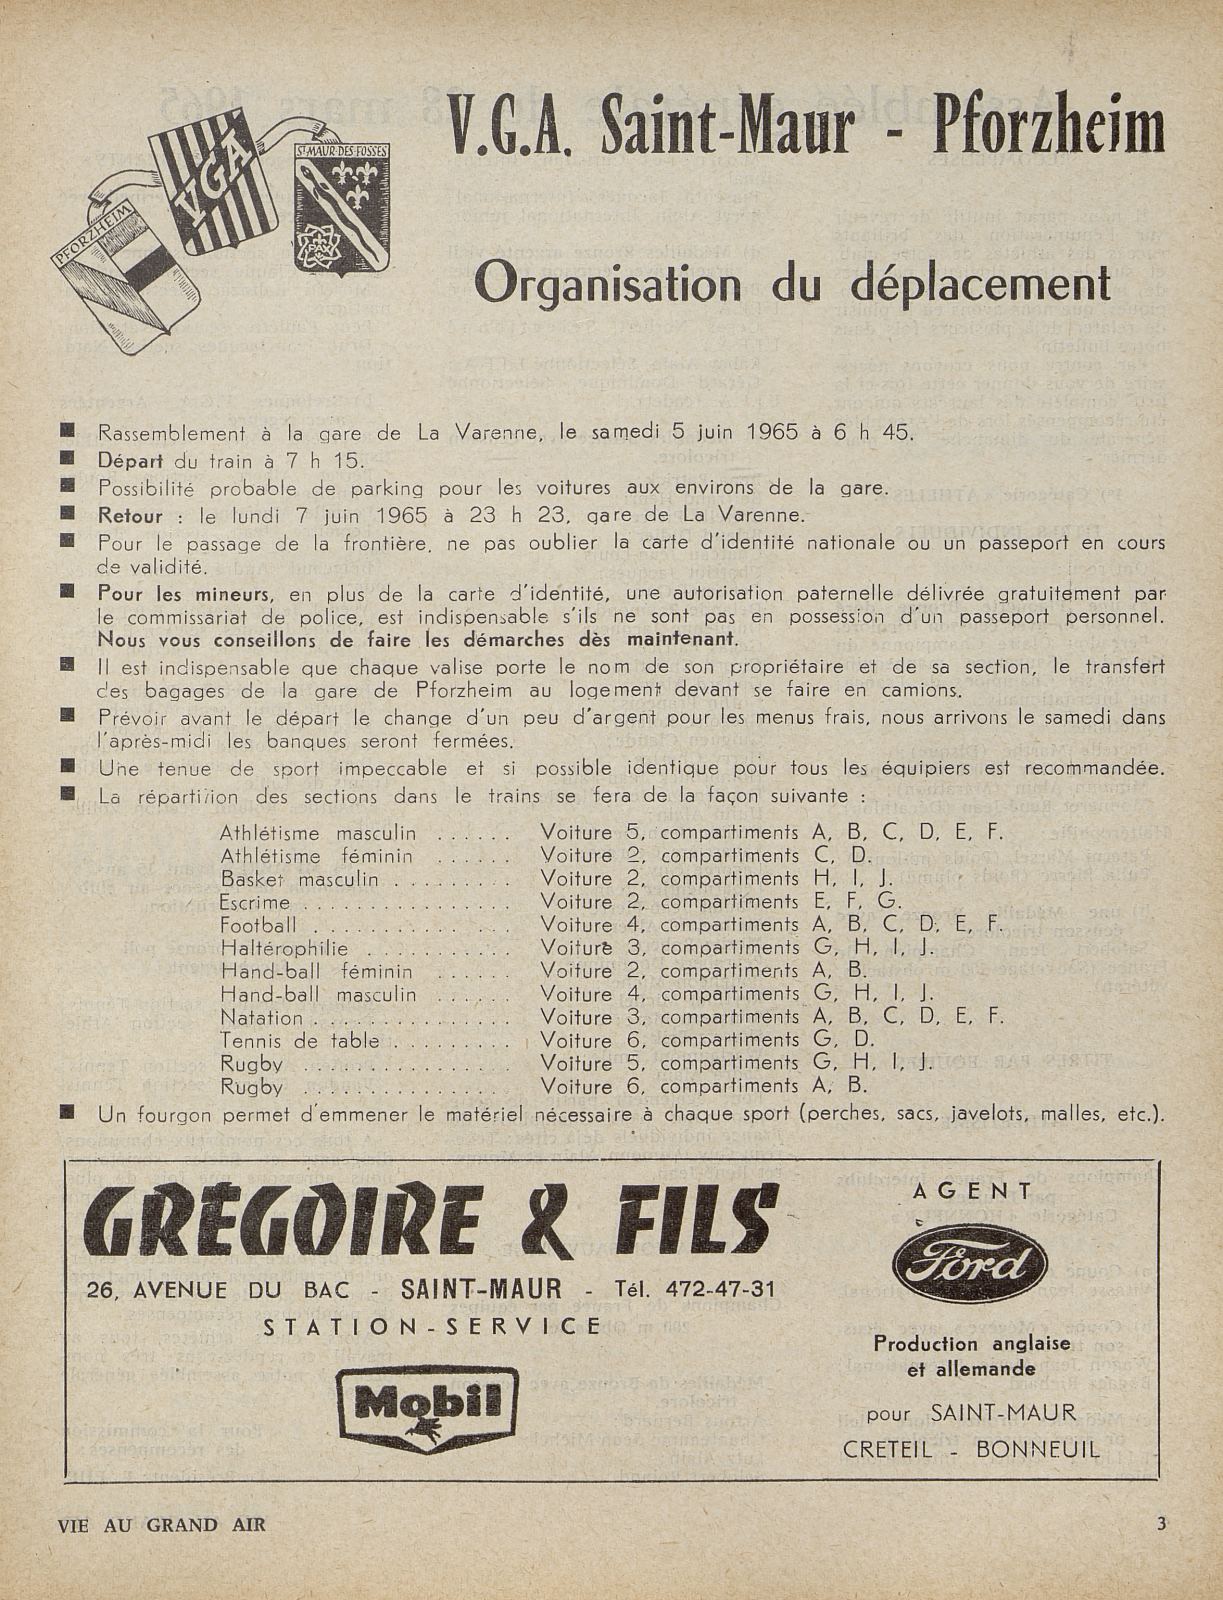 V.G.A. Saint-Maur - Pforzheim
PFORZHEIM
VGA
ST MAUR-DES-FOSSES
PAX
Organisation du déplacement
■ Rassemblement à la gare de La Varenne, le samedi 5 juin 1965 à 6 h 45.
■ Départ du train à 7 h 15.
■ Possibilité probable de parking pour les voitures aux environs de la gare.
■ Retour : le lundi 7 juin 1965 à 23 h 23, gare de La Varenne.
■ Pour le passage de la frontière, ne pas oublier la carte d'identité nationale ou un passeport en cours
de validité.
■ Pour les mineurs, en plus de la carte d'identité, une autorisation paternelle délivrée gratuitement par
le commissariat de police, est indispensable s'ils ne sont pas en possession d'un passeport personnel.
Nous vous conseillons de faire les démarches dès maintenant.
■ Il est indispensable que chaque valise porte le nom de son propriétaire et de sa section, le transfert
des bagages de la gare de Pforzheim au logement devant se faire en camions.
■ Prévoir avant le départ le change d'un peu d'argent pour les menus frais, nous arrivons le samedi dans
l'après-midi les banques seront fermées.
■ Une tenue de sport impeccable et si possible identique pour tous les équipiers est recommandée.
■ La répartition des sections dans le trains se fera de la façon suivante :
Athlétisme masculin ...... Voiture 5, compartiments A, B, C, D, E, F.
Athlétisme féminin ...... Voiture 2, compartiments C, D.
Basket masculin ......... Voiture 2, compartiments H, I, J.
Escrime ................ Voiture 2, compartiments E, F, G.
Football ............... Voiture 4, compartiments A, B, C, D, E, F.
Haltérophilie ........... Voiture 3, compartiments G, H, I, J.
Hand-ball féminin ...... Voiture 2, compartiments A, B.
Hand-ball masculin ...... Voiture 4, compartiments G, H, I, J.
Natation ............... Voiture 3, compartiments A, B, C, D, E, F.
Tennis de table ......... Voiture 6, compartiments G, D.
Rugby ................ Voiture 5, compartiments G, H, I, J.
Rugby ................ Voiture 6, compartiments A, B.
■ Un fourgon permet d'emmener le matériel nécessaire à chaque sport (perches, sacs, javelots, malles, etc.).
GRÉGOIRE & FILS
26, AVENUE DU BAC - SAINT-MAUR - Tél. 472-47-31
STATION-SERVICE
Mobil
AGENT
Ford
Production anglaise
et allemande
pour SAINT-MAUR
CRETEIL - BONNEUIL
VIE AU GRAND AIR
3